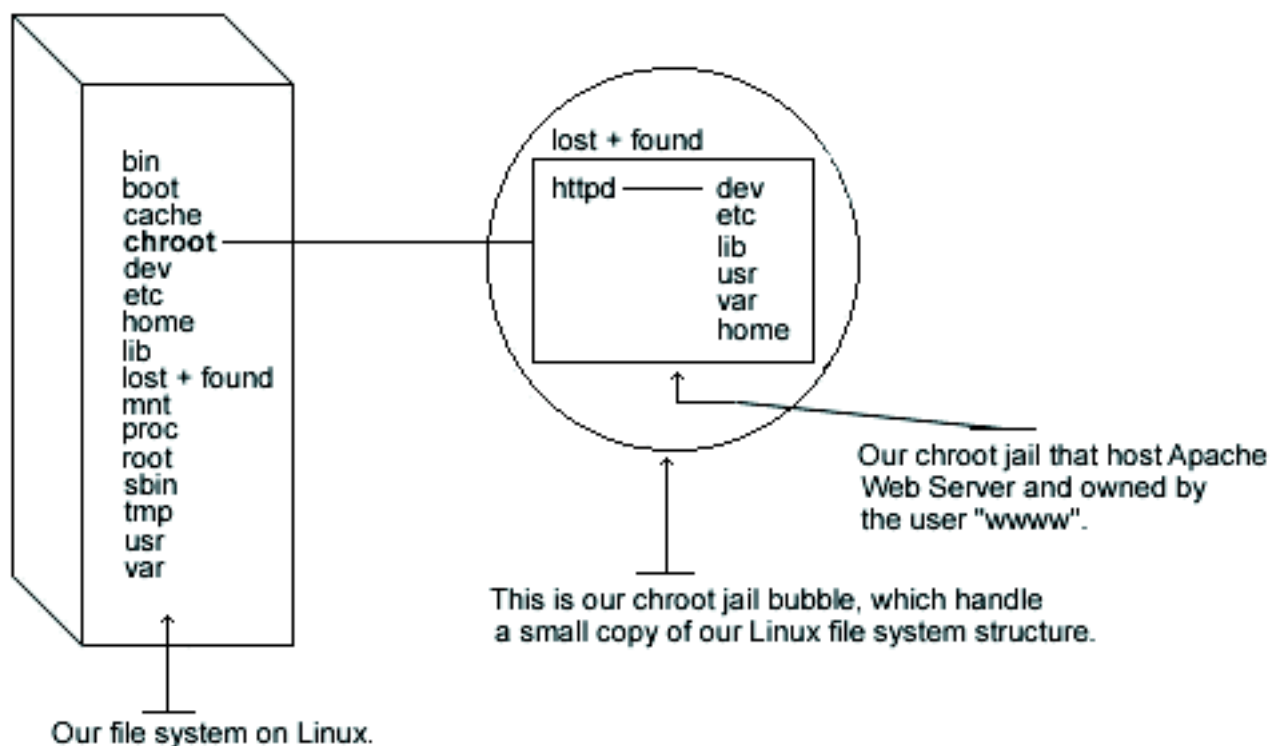 bin
boot
cache
chroot
dev
etc
home
lib
lost + found
mnt
proc
root
sbin
tmp
usr
var
Our file system on Linux.
lost + found
httpd dev
etc
lib
usr
var
home
Our chroot jail that host Apache
Web Server and owned by
the user "wwww".
This is our chroot jail bubble, which handle
a small copy of our Linux file system structure.